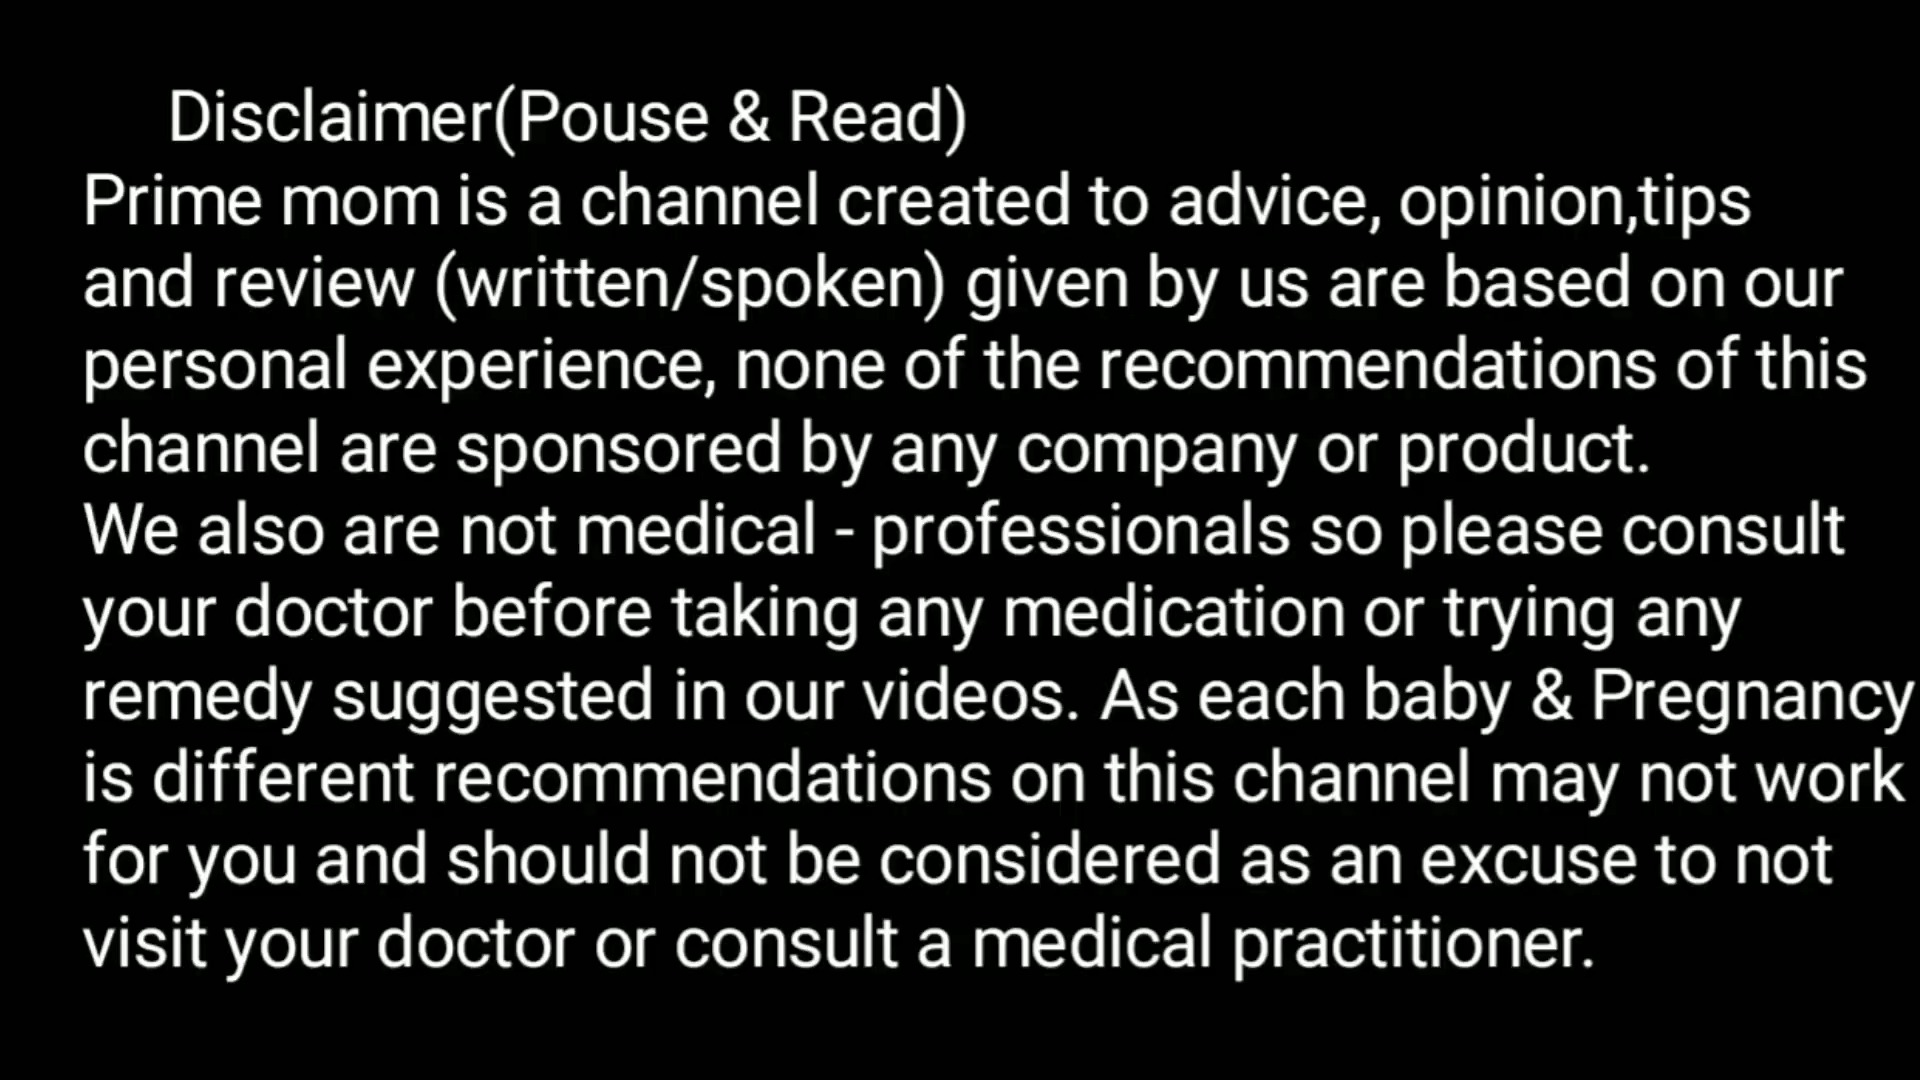 Disclaimer(Pouse & Read)
Prime mom is a channel created to advice, opinion,tips
and review (written/spoken) given by us are based on our
personal experience, none of the recommendations of this
channel are sponsored by any company or product.
We also are not medical - professionals so please consult
your doctor before taking any medication or trying any
remedy suggested in our videos. As each baby & Pregnancy
is different recommendations on this channel may not work
for you and should not be considered as an excuse to not
visit your doctor or consult a medical practitioner.